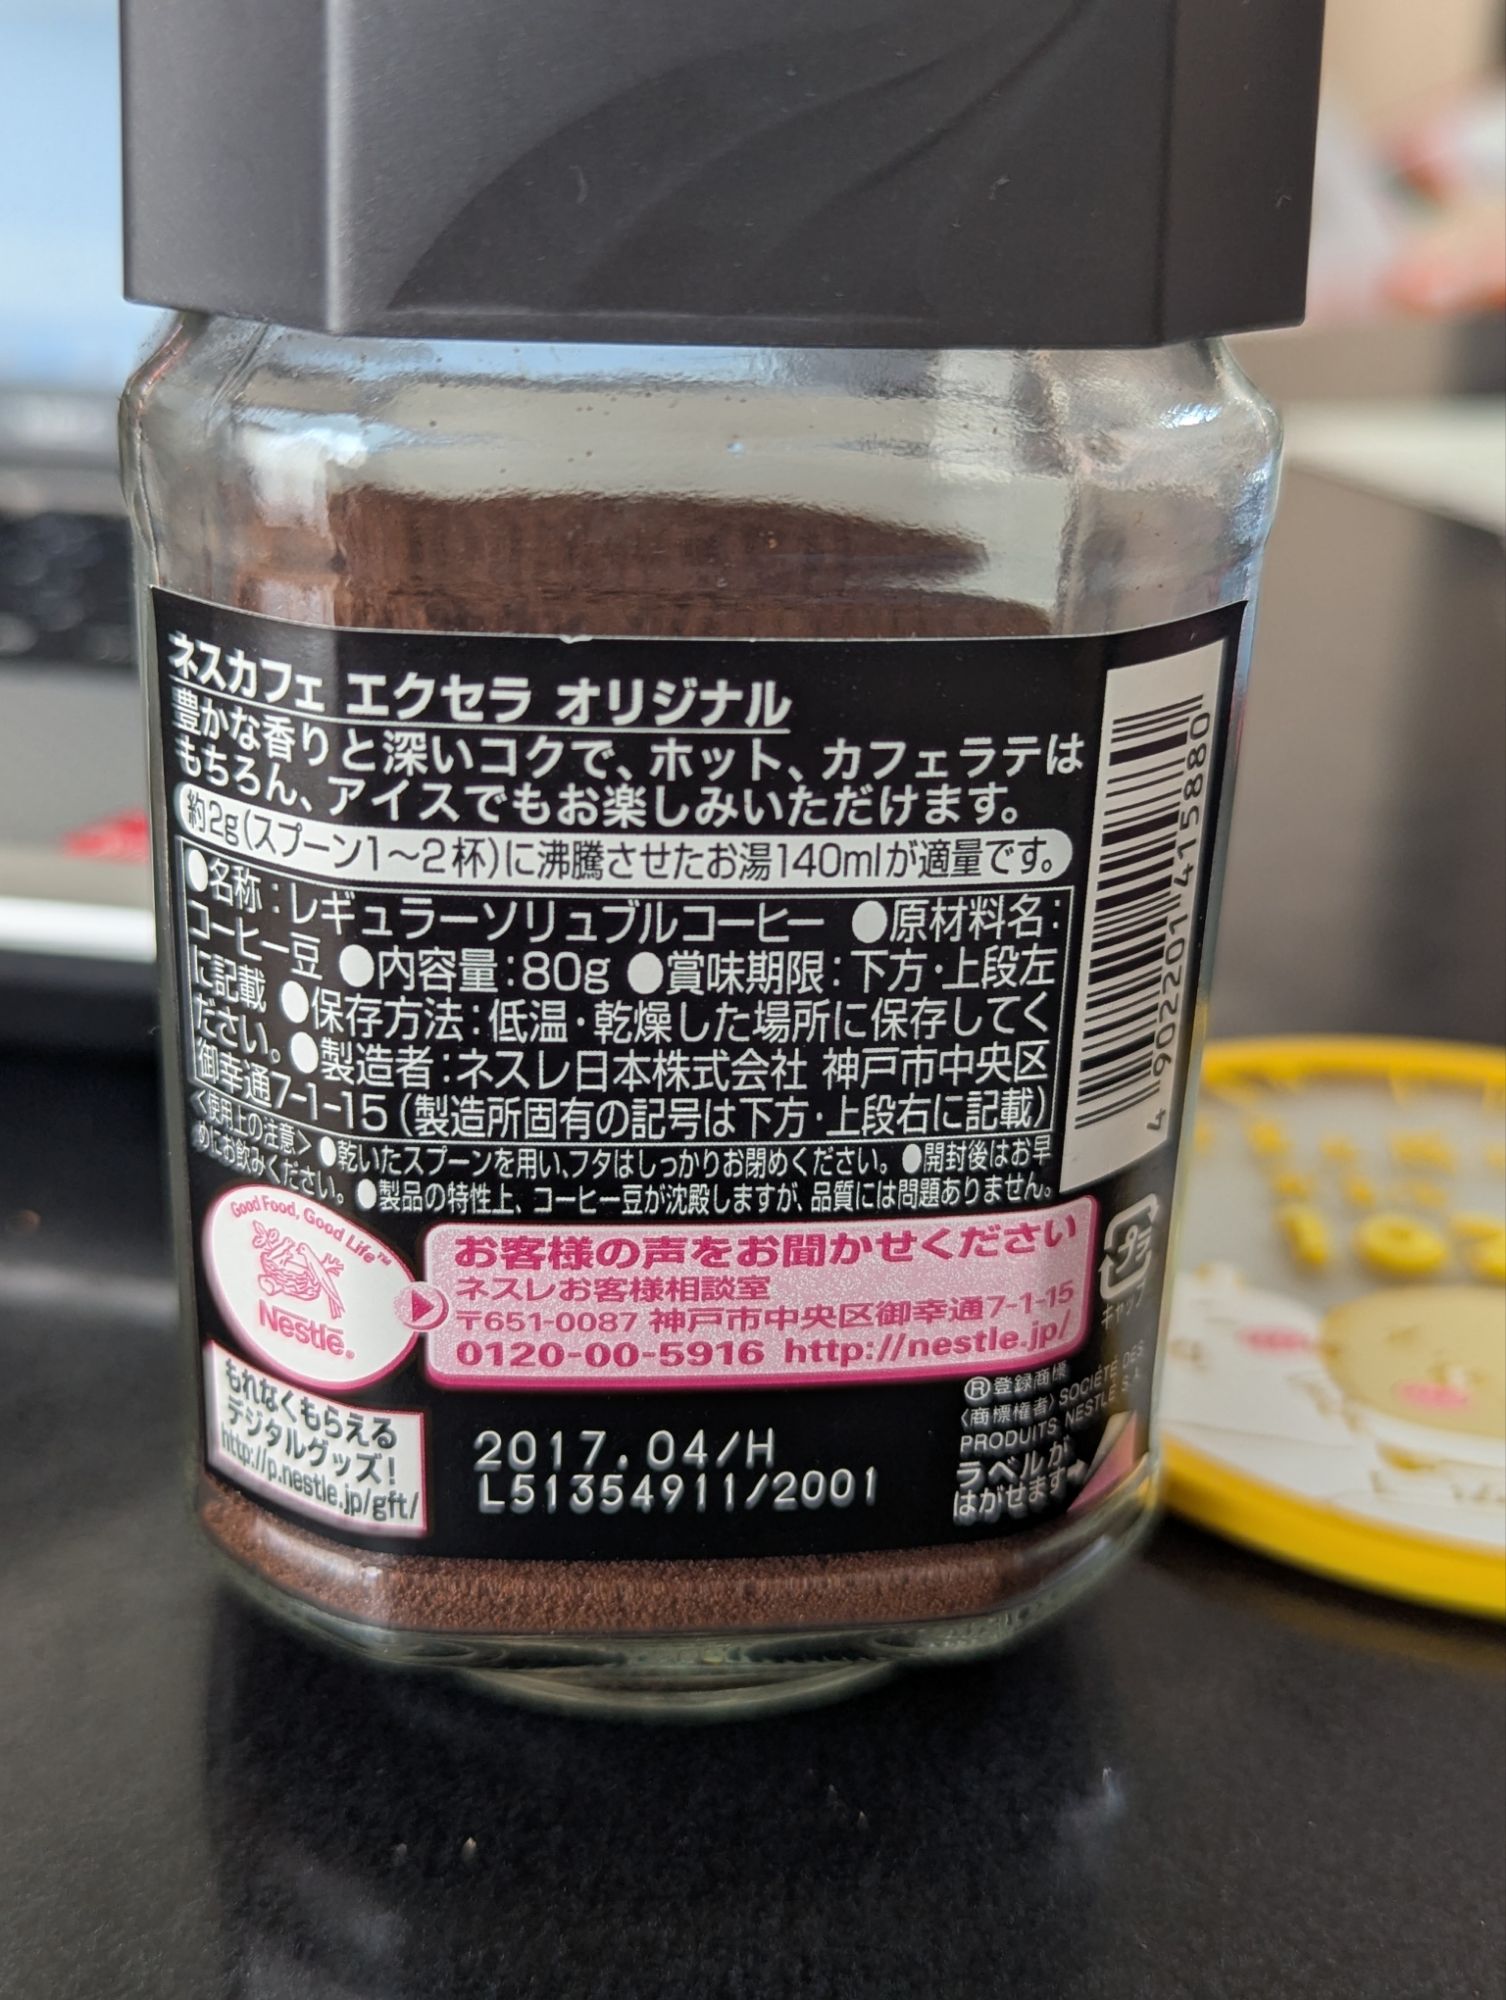 ネスカフェ エクセラ オリジナル
豊かな香りと深いコクで、ホット、カフェラテは
もちろん、アイスでもお楽しみいただけます。
約2g(スプーン1〜2杯)に沸騰させたお湯140mlが適量です。
●名称:レギュラーソリュブルコーヒー ●原材料名:
コーヒー豆 ●内容量:80g ●賞味期限:下方・上段左
に記載 ●保存方法:低温・乾燥した場所に保存してく
ださい。●製造者:ネスレ日本株式会社 神戸市中央区
御幸通7-1-15(製造所固有の記号は下方・上段右に記載)
<使用上の注意> ●乾いたスプーンを用い、フタはしっかりお閉めください。●開封後はお早
めにお飲みください。●製品の特性上、コーヒー豆が沈殿しますが、品質には問題ありません。
4902201415880
Good Food, Good Life™
Nestlé®
お客様の声をお聞かせください
ネスレお客様相談室
〒651-0087 神戸市中央区御幸通7-1-15
0120-00-5916 http://nestle.jp/
プラ
キャップ
もれなくもらえる
デジタルグッズ!
http://p.nestle.jp/gft/
2017.04/H
L51354911/2001
®登録商標
〈商標権者〉SOCIÉTÉ DES
PRODUITS NESTLÉ S.A.
ラベルが
はがせます